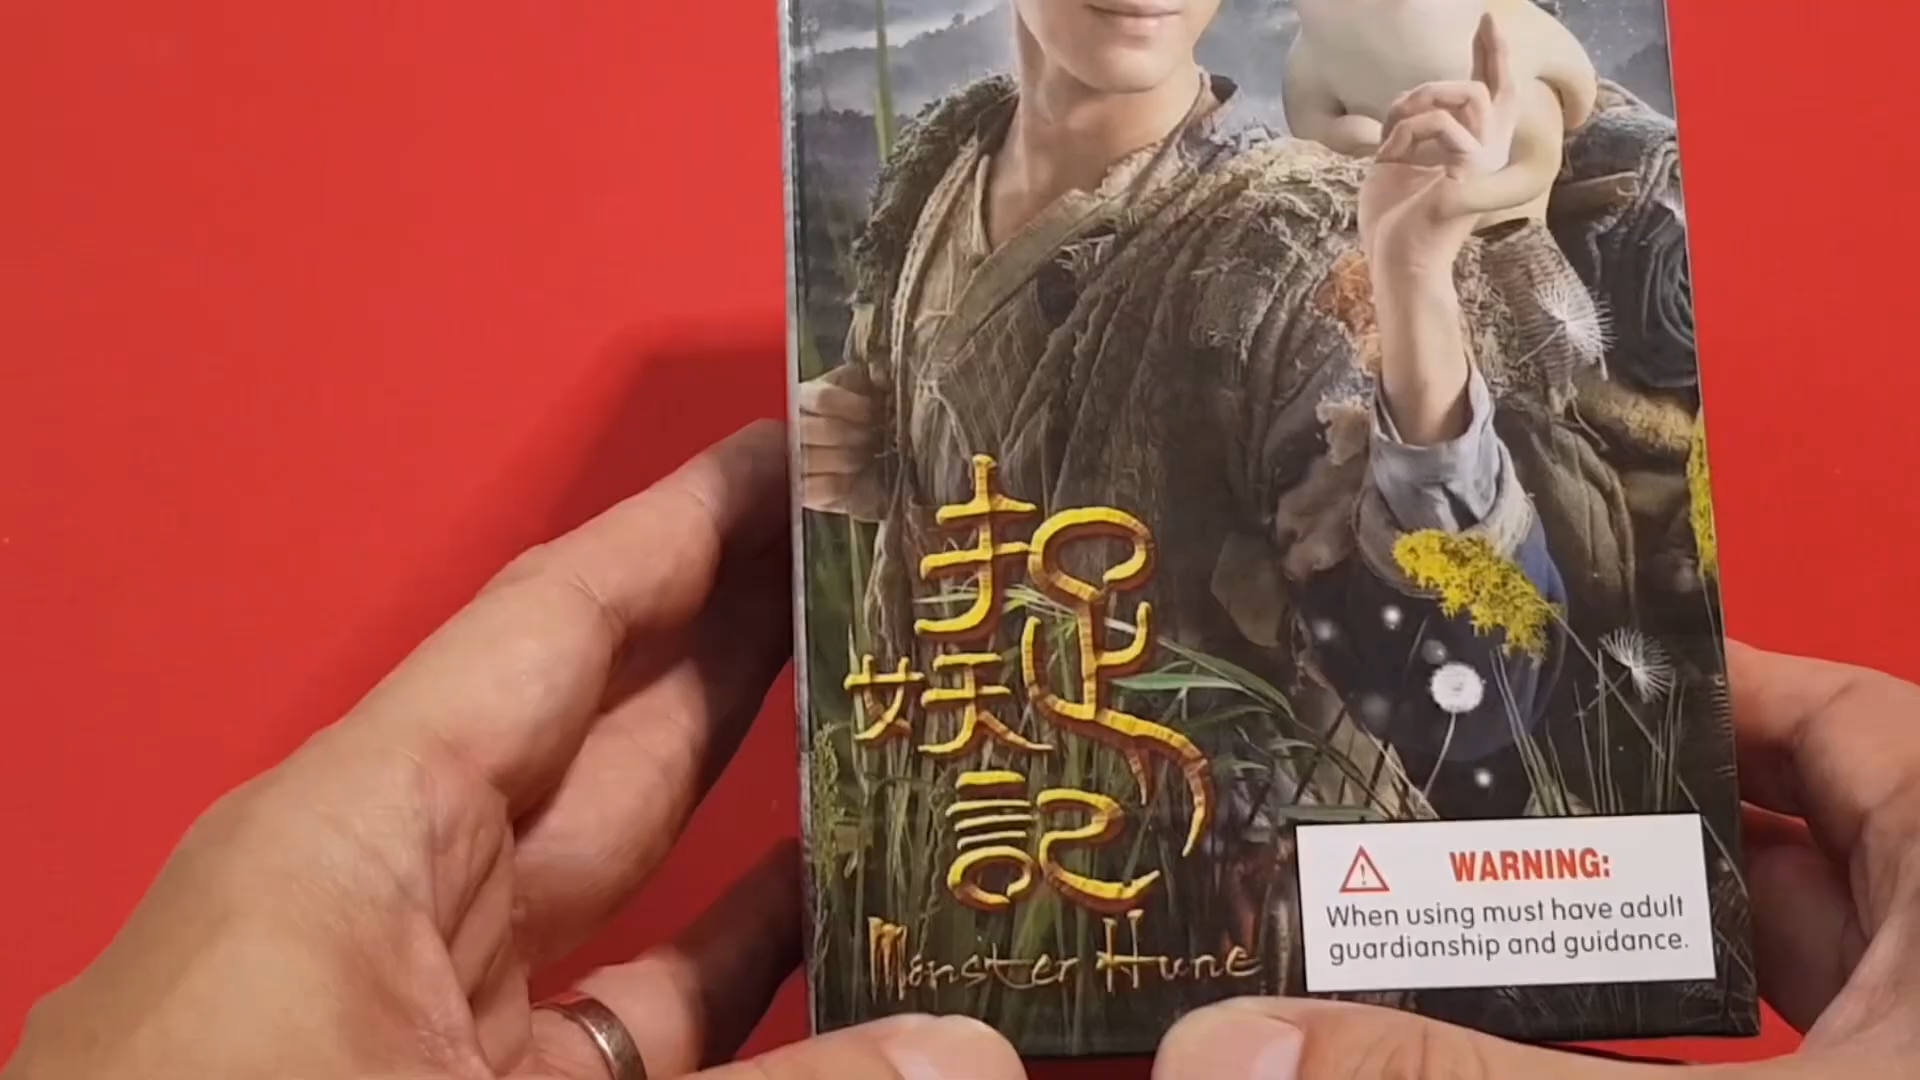 捉
妖
記
Monster Hunt
WARNING:
When using must have adult
guardianship and guidance.